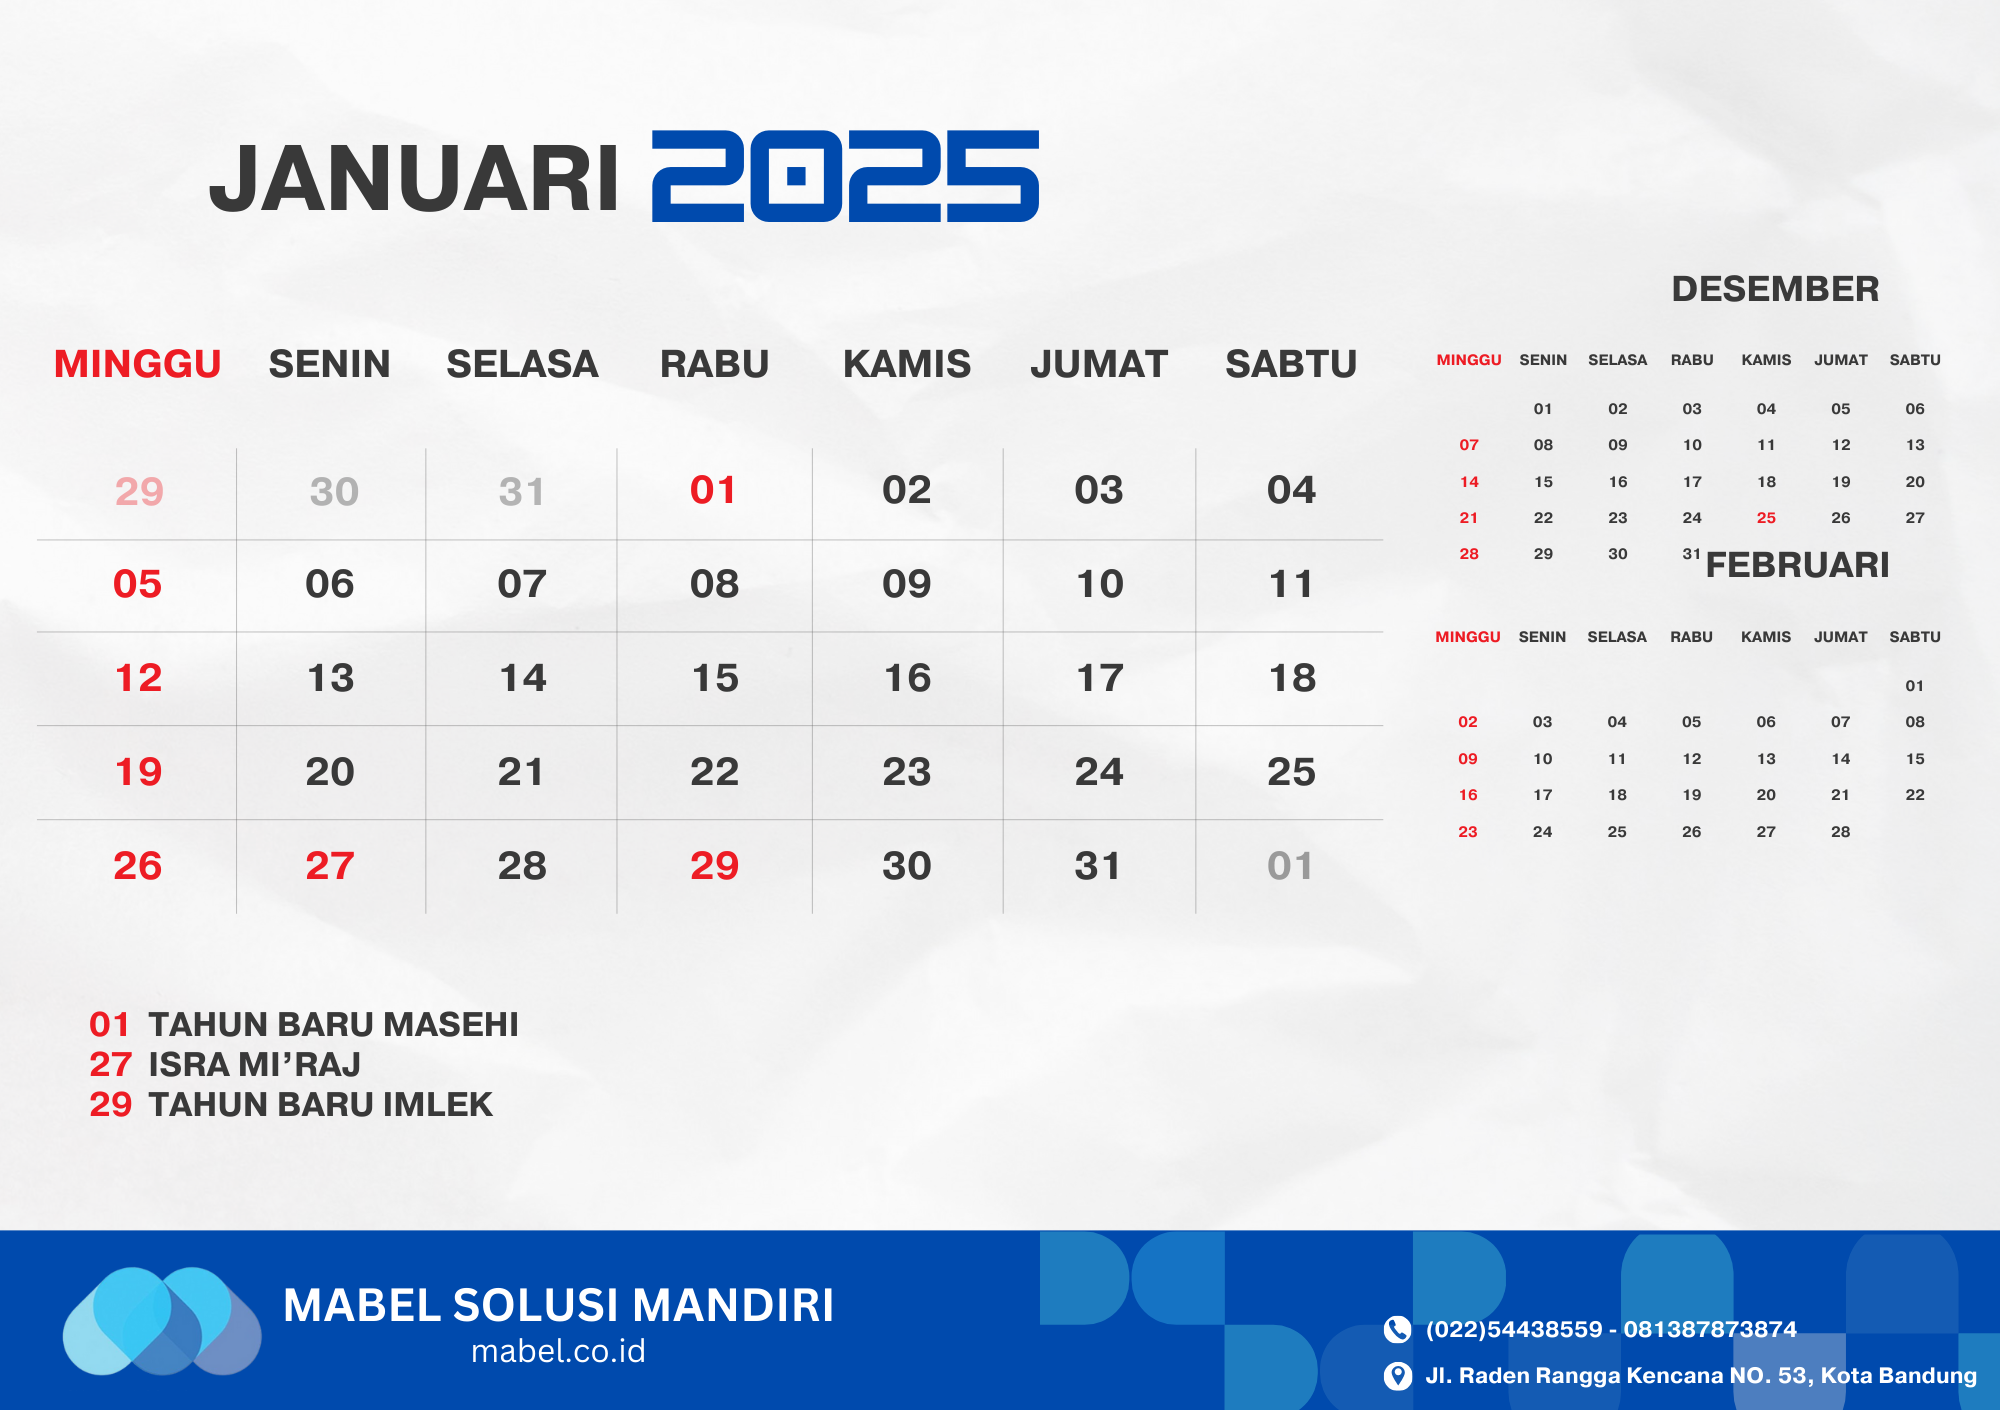 JANUARI 2025
MINGGU SENIN SELASA RABU KAMIS JUMAT SABTU
29 30 31 01 02 03 04
05 06 07 08 09 10 11
12 13 14 15 16 17 18
19 20 21 22 23 24 25
26 27 28 29 30 31 01
DESEMBER
MINGGU SENIN SELASA RABU KAMIS JUMAT SABTU
01 02 03 04 05 06
07 08 09 10 11 12 13
14 15 16 17 18 19 20
21 22 23 24 25 26 27
28 29 30 31
FEBRUARI
MINGGU SENIN SELASA RABU KAMIS JUMAT SABTU
01
02 03 04 05 06 07 08
09 10 11 12 13 14 15
16 17 18 19 20 21 22
23 24 25 26 27 28
01 TAHUN BARU MASEHI
27 ISRA MI’RAJ
29 TAHUN BARU IMLEK
MABEL SOLUSI MANDIRI
mabel.co.id
(022)54438559 - 081387873874
Jl. Raden Rangga Kencana NO. 53, Kota Bandung